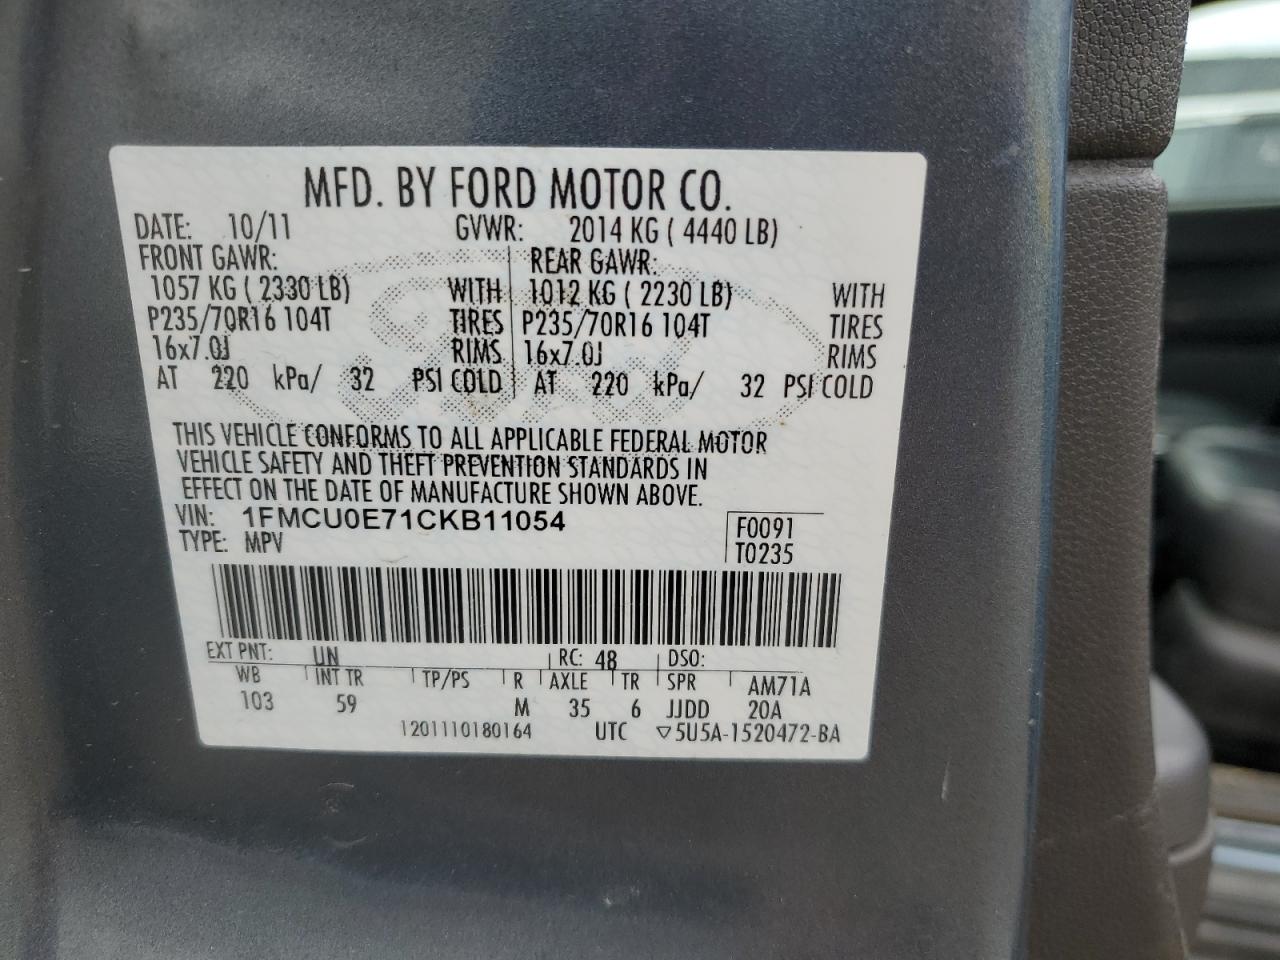 MFD. BY FORD MOTOR CO.
DATE: 10/11 GVWR: 2014 KG ( 4440 LB)
FRONT GAWR: REAR GAWR:
1057 KG ( 2330 LB) WITH 1012 KG ( 2230 LB) WITH
P235/70R16 104T TIRES P235/70R16 104T TIRES
16x7.0J RIMS 16x7.0J RIMS
AT 220 kPa/ 32 PSI COLD AT 220 kPa/ 32 PSI COLD
THIS VEHICLE CONFORMS TO ALL APPLICABLE FEDERAL MOTOR
VEHICLE SAFETY AND THEFT PREVENTION STANDARDS IN
EFFECT ON THE DATE OF MANUFACTURE SHOWN ABOVE.
VIN: 1FMCU0E71CKB11054 F0091
TYPE: MPV T0235
EXT PNT: UN RC: 48 DSO:
WB INT TR TP/PS R AXLE TR SPR AM71A
103 59 M 35 6 JJDD 20A
1201110180164 UTC ▽5U5A-1520472-BA